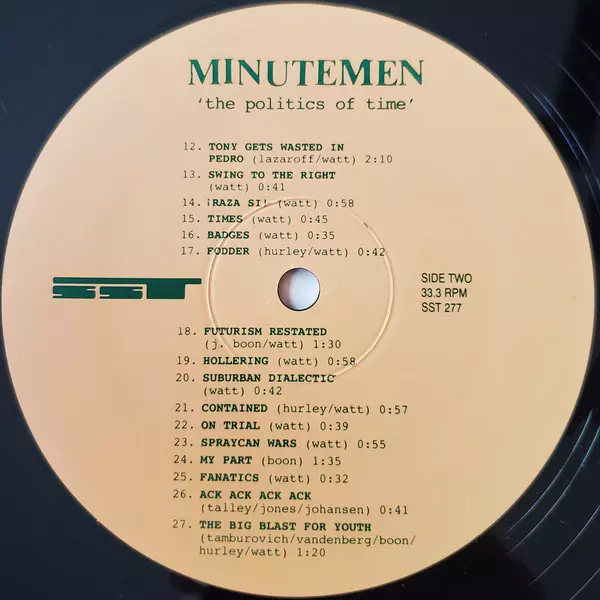 MINUTEMEN
'the politics of time'
12. TONY GETS WASTED IN
PEDRO (lazaroff/watt) 2:10
13. SWING TO THE RIGHT
(watt) 0:41
14. ¡RAZA SI! (watt) 0:58
15. TIMES (watt) 0:45
16. BADGES (watt) 0:35
17. FODDER (hurley/watt) 0:42
SST
SIDE TWO
33.3 RPM
SST 277
18. FUTURISM RESTATED
(j. boon/watt) 1:30
19. HOLLERING (watt) 0:58
20. SUBURBAN DIALECTIC
(watt) 0:42
21. CONTAINED (hurley/watt) 0:57
22. ON TRIAL (watt) 0:39
23. SPRAYCAN WARS (watt) 0:55
24. MY PART (boon) 1:35
25. FANATICS (watt) 0:32
26. ACK ACK ACK ACK
(talley/jones/johansen) 0:41
27. THE BIG BLAST FOR YOUTH
(tamburovich/vandenberg/boon/
hurley/watt) 1:20